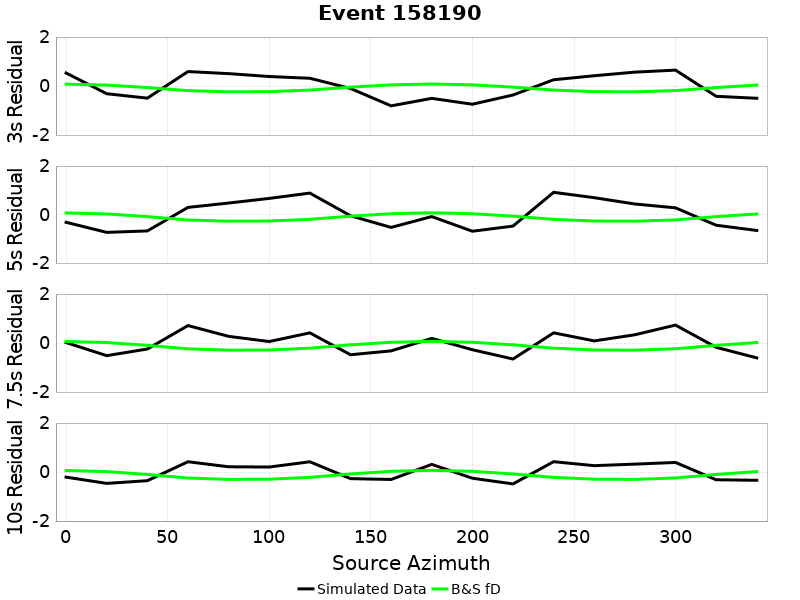 Event 158190
3s Residual
2
0
-2
5s Residual
2
0
-2
7.5s Residual
2
0
-2
10s Residual
2
0
-2
0 50 100 150 200 250 300
Source Azimuth
Simulated Data B&S fD